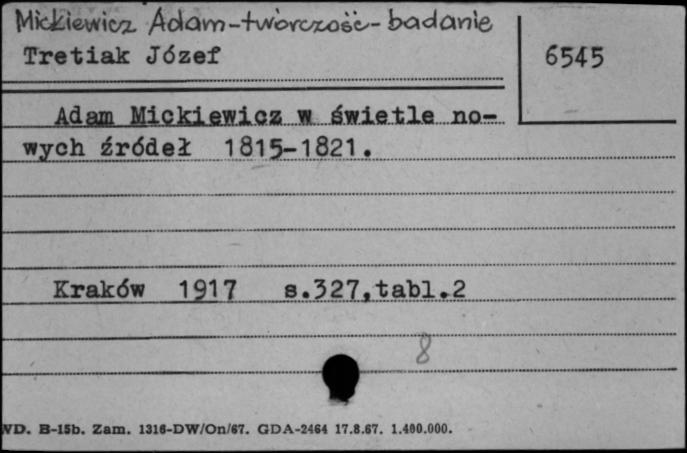 Mickiewicz Adam-twórczość-badanie
Tretiak Józef
6545
Adam Mickiewicz w świetle no-
wych źródeł 1815-1821.
Kraków 1917 s.327,tabl.2
8
WD. B-15b. Zam. 1316-DW/On/67. GDA-2464 17.8.67. 1.400.000.